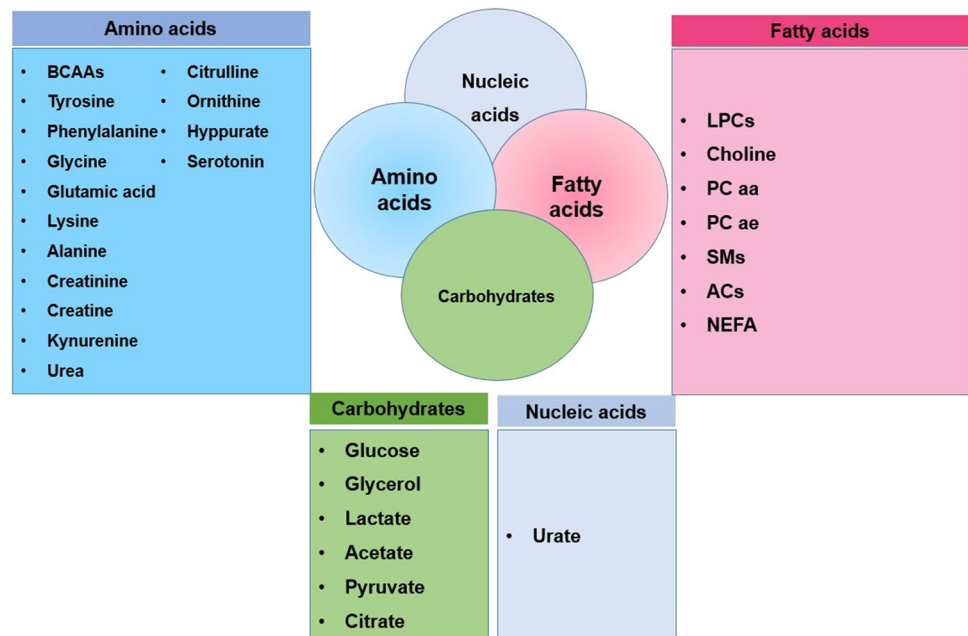 Amino acids
• BCAAs
• Tyrosine
• Phenylalanine
• Glycine
• Glutamic acid
• Lysine
• Alanine
• Creatinine
• Creatine
• Kynurenine
• Urea
• Citrulline
• Ornithine
• Hyppurate
• Serotonin
Nucleic
acids
Amino
acids
Fatty
acids
Carbohydrates
Fatty acids
• LPCs
• Choline
• PC aa
• PC ae
• SMs
• ACs
• NEFA
Carbohydrates
• Glucose
• Glycerol
• Lactate
• Acetate
• Pyruvate
• Citrate
Nucleic acids
• Urate